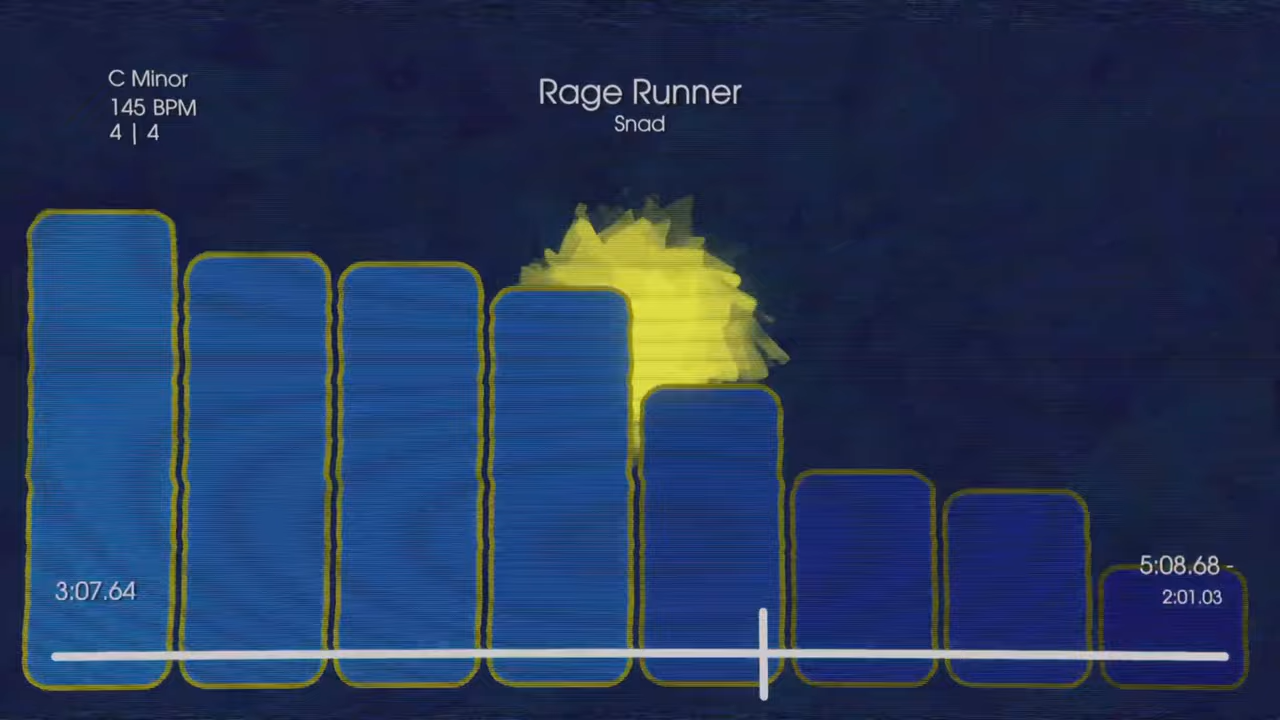 C Minor
145 BPM
4 | 4
Rage Runner
Snad
3:07.64
5:08.68 -
2:01.03